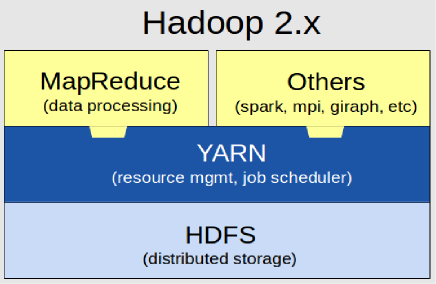 Hadoop 2.x
MapReduce
(data processing)
Others
(spark, mpi, giraph, etc)
YARN
(resource mgmt, job scheduler)
HDFS
(distributed storage)